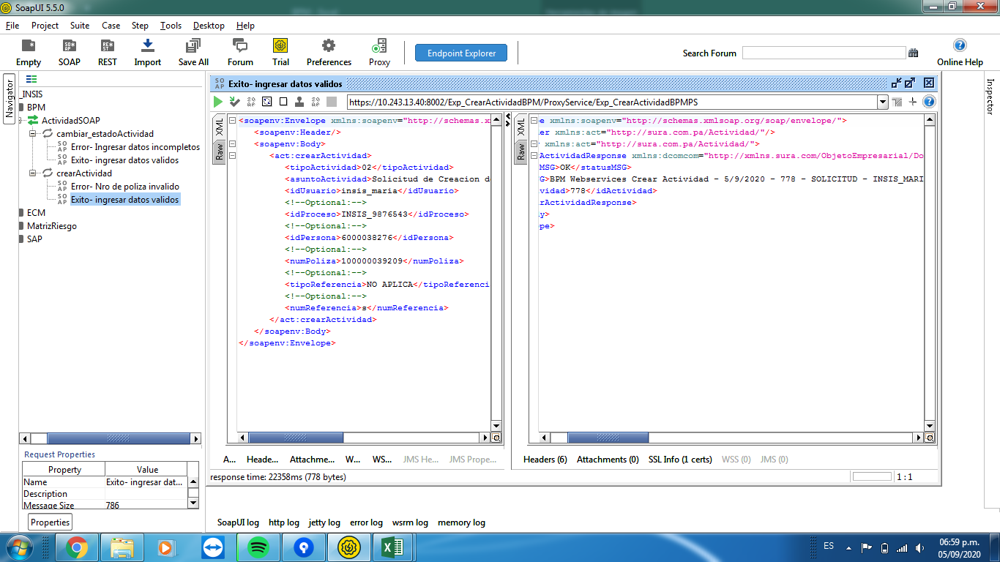 SoapUI 5.5.0
File Project Suite Case Step Tools Desktop Help
Empty SOAP REST Import Save All Forum Trial Preferences Proxy Endpoint Explorer Search Forum Online Help
Navigator
_INSIS
BPM
ActividadSOAP
cambiar_estadoActividad
Error- Ingresar datos incompletos
Exito- ingresar datos validos
crearActividad
Error- Nro de poliza invalido
Exito- ingresar datos validos
ECM
MatrizRiesgo
SAP
Request Properties
Property Value
Name Exito- ingresar dat...
Description
Message Size 786
Properties
Exito- ingresar datos validos
https://10.243.13.40:8002/Exp_CrearActividadBPM/ProxyService/Exp_CrearActividadBPMPS
XML
Raw
<soapenv:Envelope xmlns:soapenv="http://schemas.x
<soapenv:Header/>
<soapenv:Body>
<act:crearActividad>
<tipoActividad>02</tipoActividad>
<asuntoActividad>Solicitud de Creacion d
<idUsuario>insis_maria</idUsuario>
<!--Optional:-->
<idProceso>INSIS_9876543</idProceso>
<!--Optional:-->
<idPersona>6000038276</idPersona>
<!--Optional:-->
<numPoliza>100000039209</numPoliza>
<!--Optional:-->
<tipoReferencia>NO APLICA</tipoReferenci
<!--Optional:-->
<numReferencia>s</numReferencia>
</act:crearActividad>
</soapenv:Body>
</soapenv:Envelope>
A... Heade... Attachme... W... WS... JMS He... JMS Prope...
XML
Raw
e xmlns:soapenv="http://schemas.xmlsoap.org/soap/envelope/">
er xmlns:act="http://sura.com.pa/Actividad/"/>
xmlns:act="http://sura.com.pa/Actividad/">
ActividadResponse xmlns:dcomcom="http://xmlns.sura.com/ObjetoEmpresarial/Do
MSG>OK</statusMSG>
G>BPM Webservices Crear Actividad - 5/9/2020 - 778 - SOLICITUD - INSIS_MARI
vidad>778</idActividad>
rActividadResponse>
y>
pe>
Headers (6) Attachments (0) SSL Info (1 certs) WSS (0) JMS (0)
response time: 22358ms (778 bytes) 1 : 1
Inspector
SoapUI log http log jetty log error log wsrm log memory log
ES
06:59 p.m.
05/09/2020